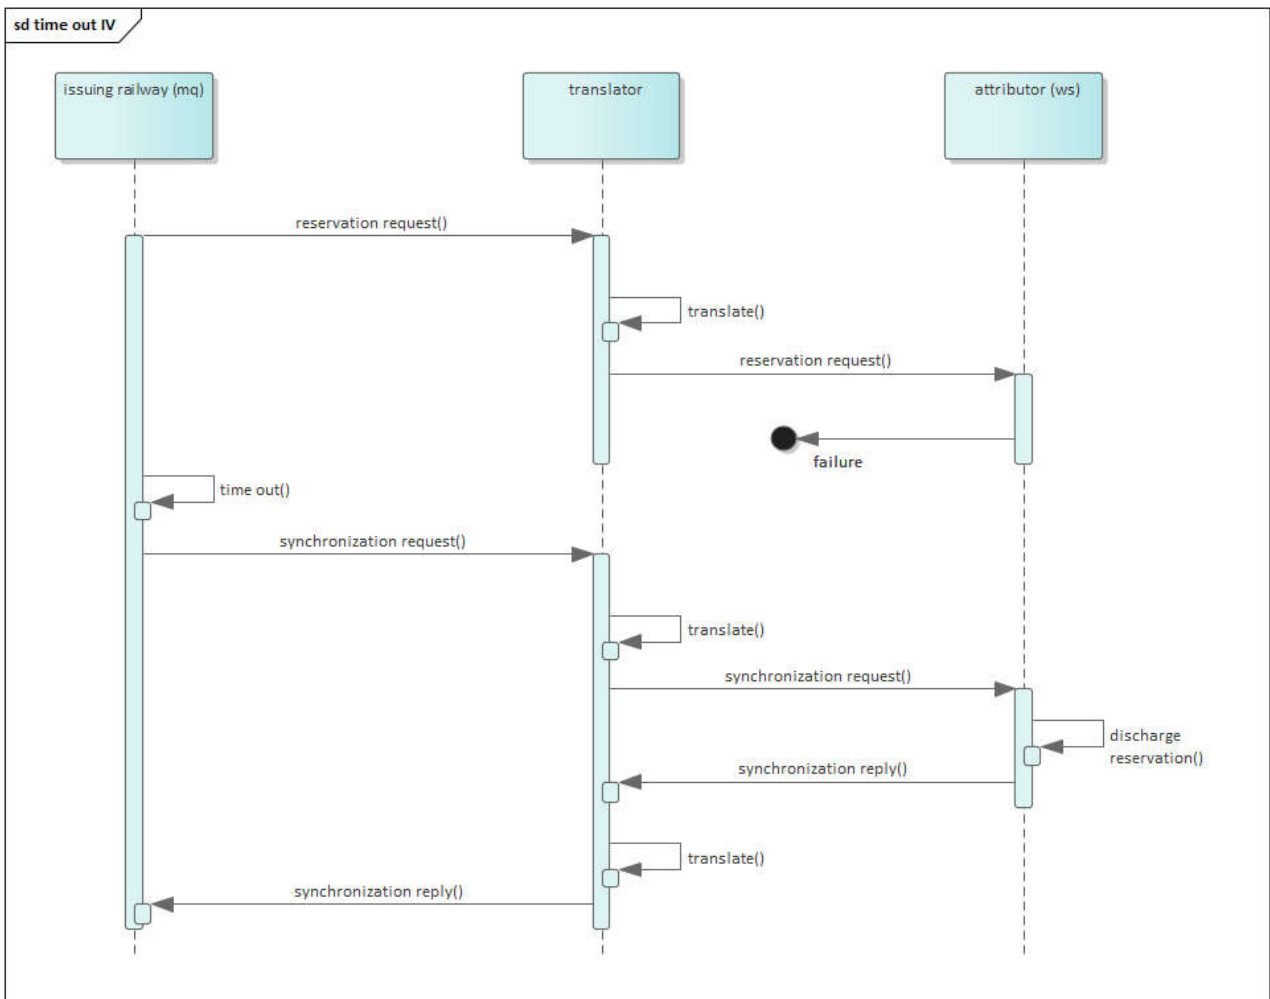 sd time out IV
issuing railway (mq)
translator
attributor (ws)
reservation request()
translate()
reservation request()
failure
time out()
synchronization request()
translate()
synchronization request()
discharge
reservation()
synchronization reply()
translate()
synchronization reply()